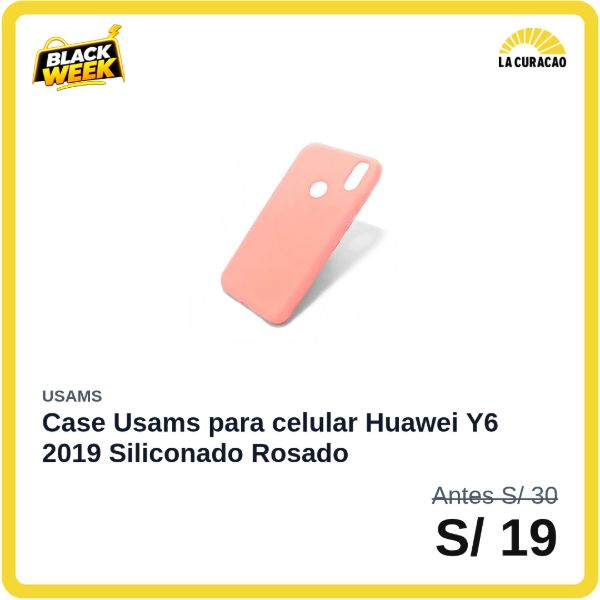 BLACK
WEEK
LA CURACAO
USAMS
Case Usams para celular Huawei Y6
2019 Siliconado Rosado
Antes S/ 30
S/ 19